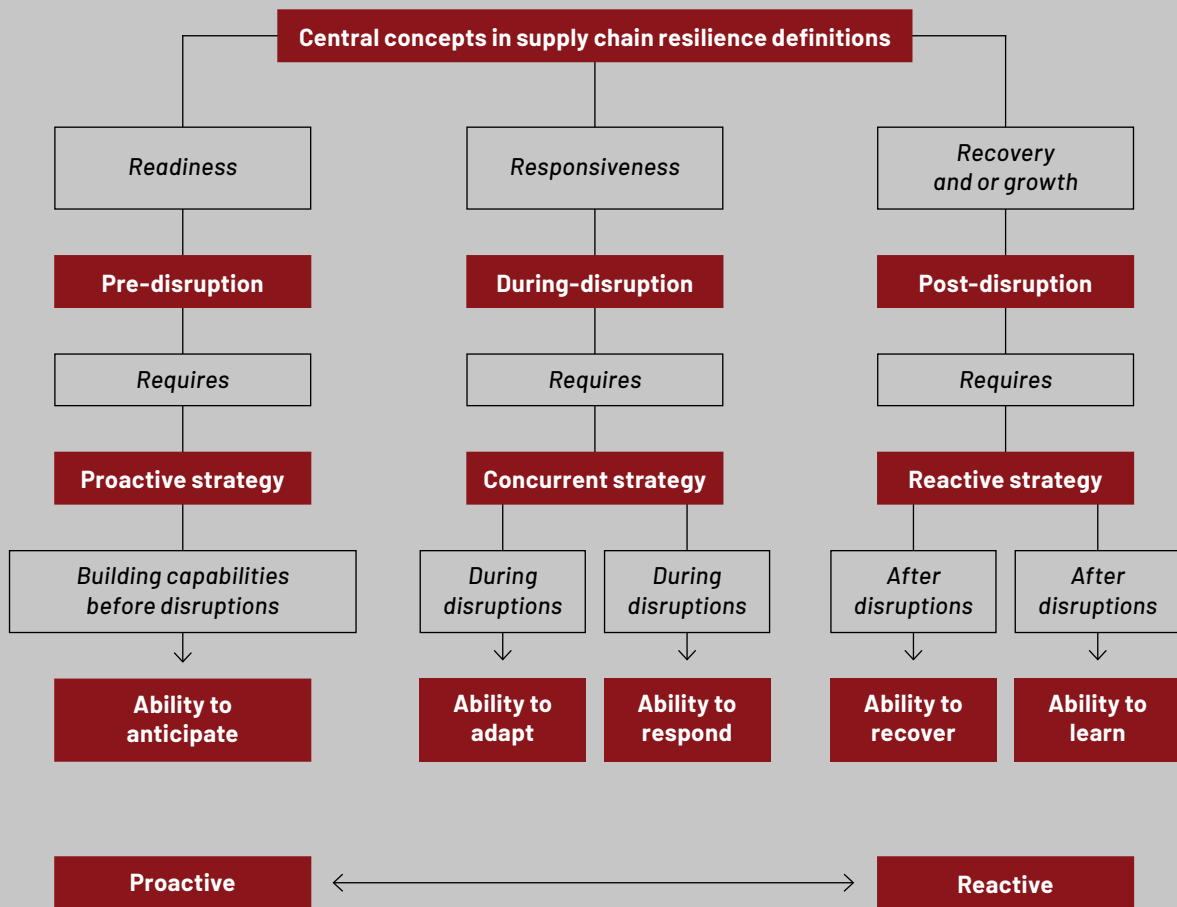 Central concepts in supply chain resilience definitions
Readiness
Responsiveness
Recovery
and or growth
Pre-disruption
During-disruption
Post-disruption
Requires
Requires
Requires
Proactive strategy
Concurrent strategy
Reactive strategy
Building capabilities
before disruptions
During
disruptions
During
disruptions
After
disruptions
After
disruptions
Ability to
anticipate
Ability to
adapt
Ability to
respond
Ability to
recover
Ability to
learn
Proactive
Reactive